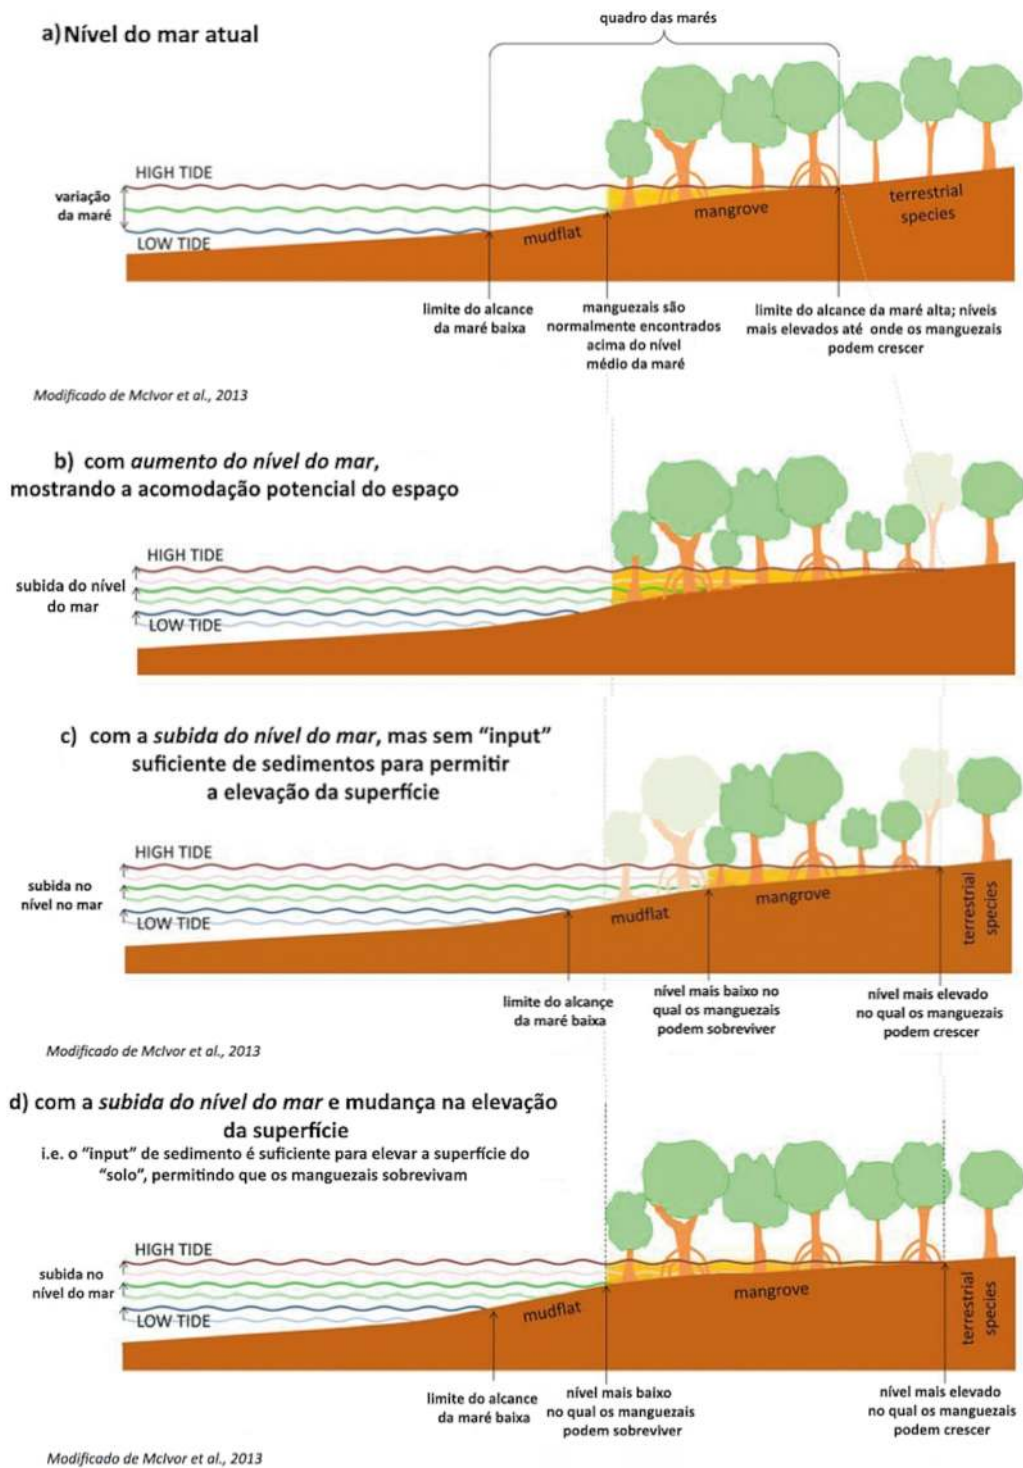 a) Nível do mar atual
quadro das marés
HIGH TIDE
variação
da maré
LOW TIDE
mudflat
mangrove
terrestrial
species
limite do alcance
da maré baixa
manguezais são
normalmente encontrados
acima do nível
médio da maré
limite do alcance da maré alta; níveis
mais elevados até onde os manguezais
podem crescer
Modificado de McIvor et al., 2013
b) com aumento do nível do mar,
mostrando a acomodação potencial do espaço
HIGH TIDE
subida do nível
do mar
LOW TIDE
c) com a subida do nível do mar, mas sem “input”
suficiente de sedimentos para permitir
a elevação da superfície
HIGH TIDE
subida no
nível no mar
LOW TIDE
mudflat
mangrove
terrestrial
species
limite do alcançe
da maré baixa
nível mais baixo no
qual os manguezais
podem sobreviver
nível mais elevado
no qual os manguezais
podem crescer
Modificado de McIvor et al., 2013
d) com a subida do nível do mar e mudança na elevação
da superfície
i.e. o “input” de sedimento é suficiente para elevar a superfície do
“solo”, permitindo que os manguezais sobrevivam
HIGH TIDE
subida no
nível do mar
LOW TIDE
mudflat
mangrove
terrestrial
species
limite do alcance
da maré baixa
nível mais baixo
no qual os manguezais
podem sobreviver
nível mais elevado
no qual os manguezais
podem crescer
Modificado de McIvor et al., 2013